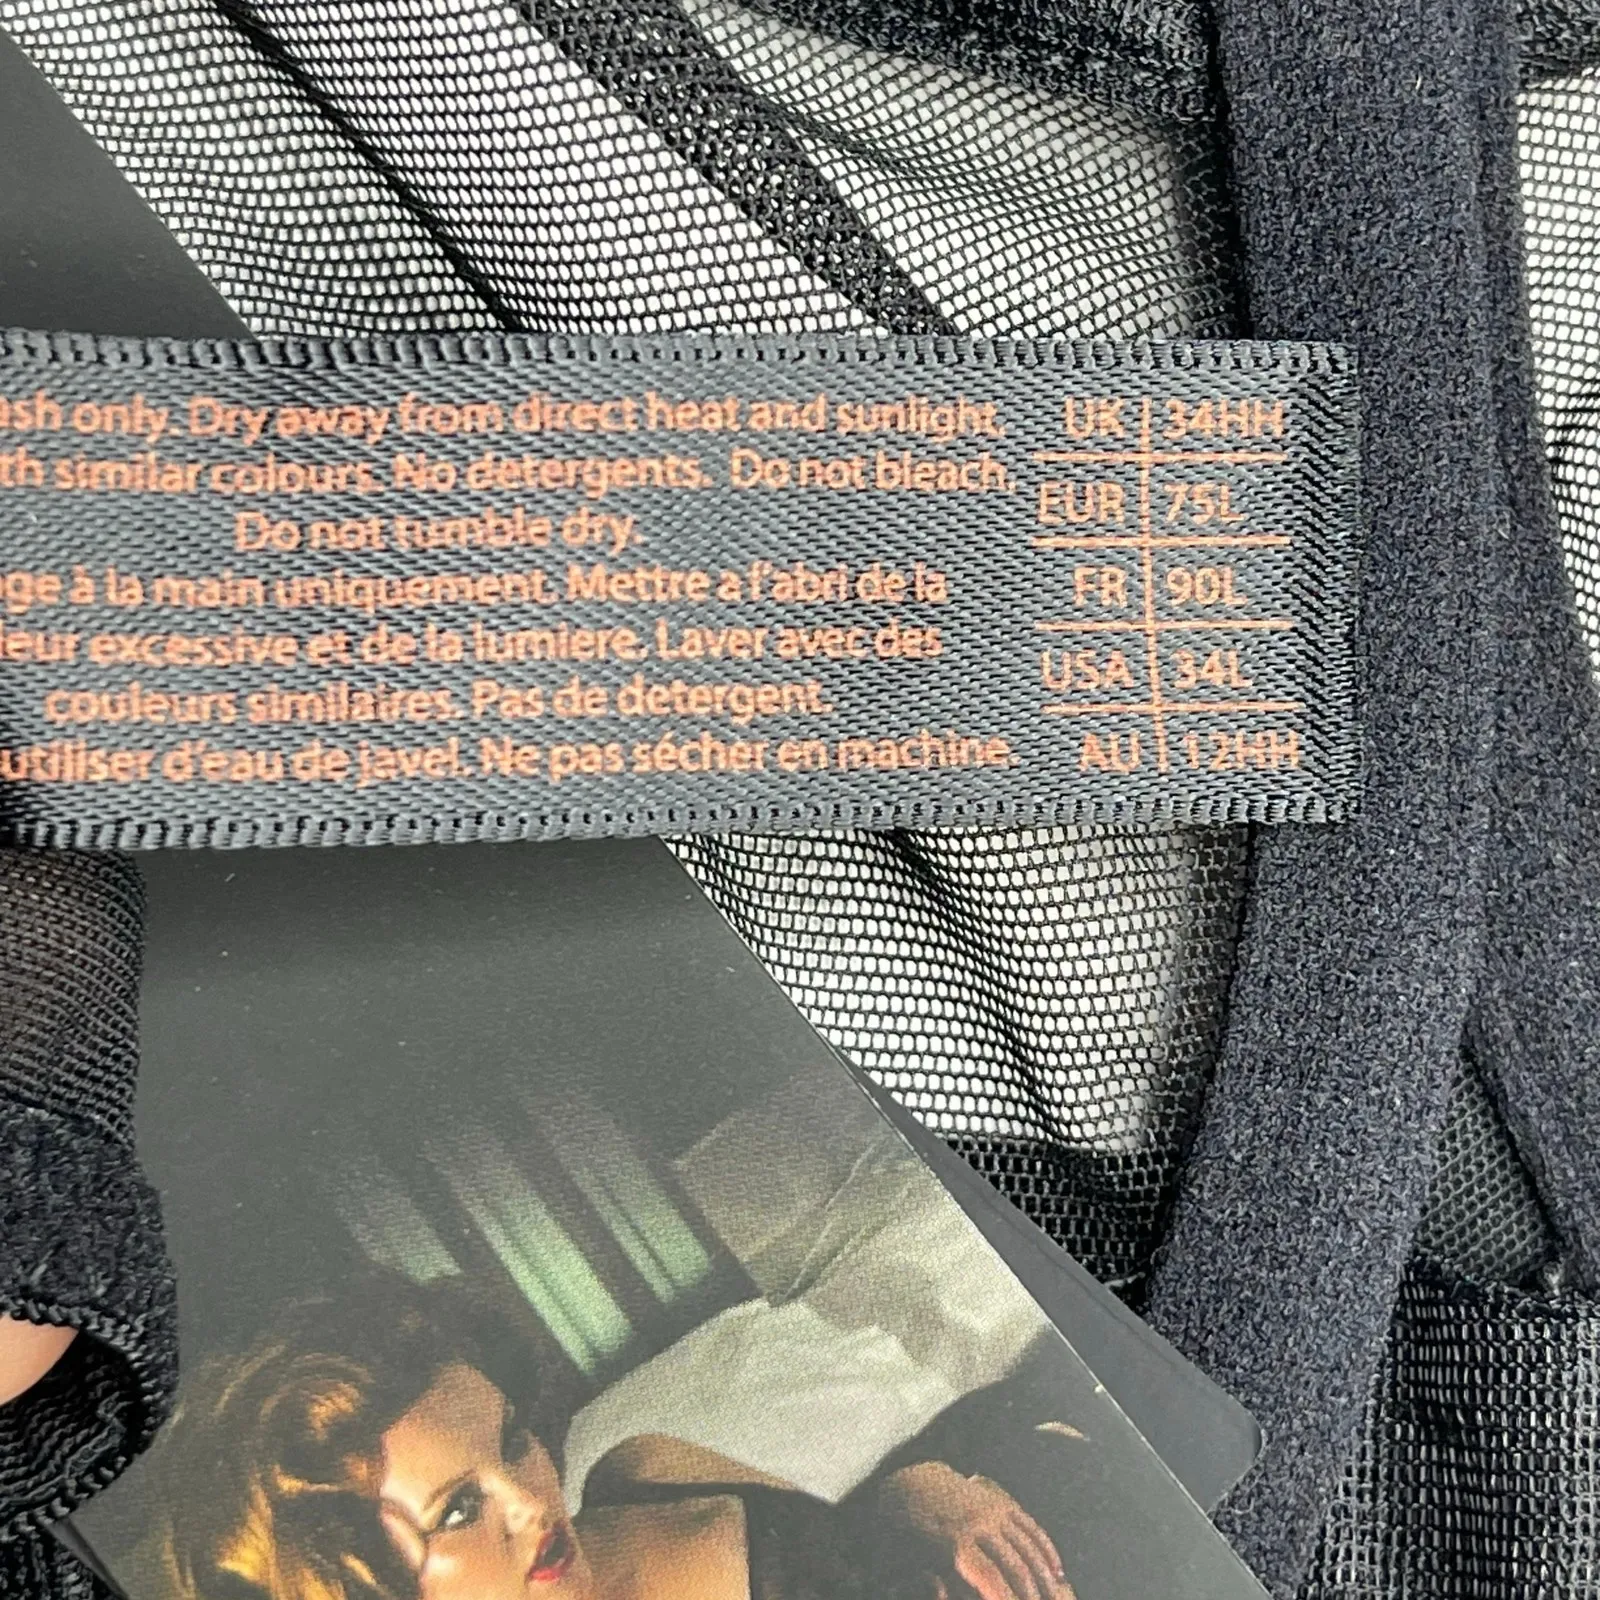 ash only. Dry away from direct heat and sunlight.
th similar colours. No detergents. Do not bleach.
Do not tumble dry.
ge à la main uniquement. Mettre a l'abri de la
leur excessive et de la lumiere. Laver avec des
couleurs similaires. Pas de detergent.
utiliser d'eau de javel. Ne pas sécher en machine.
UK | 34HH
EUR | 75L
FR | 90L
USA | 34L
AU | 12HH